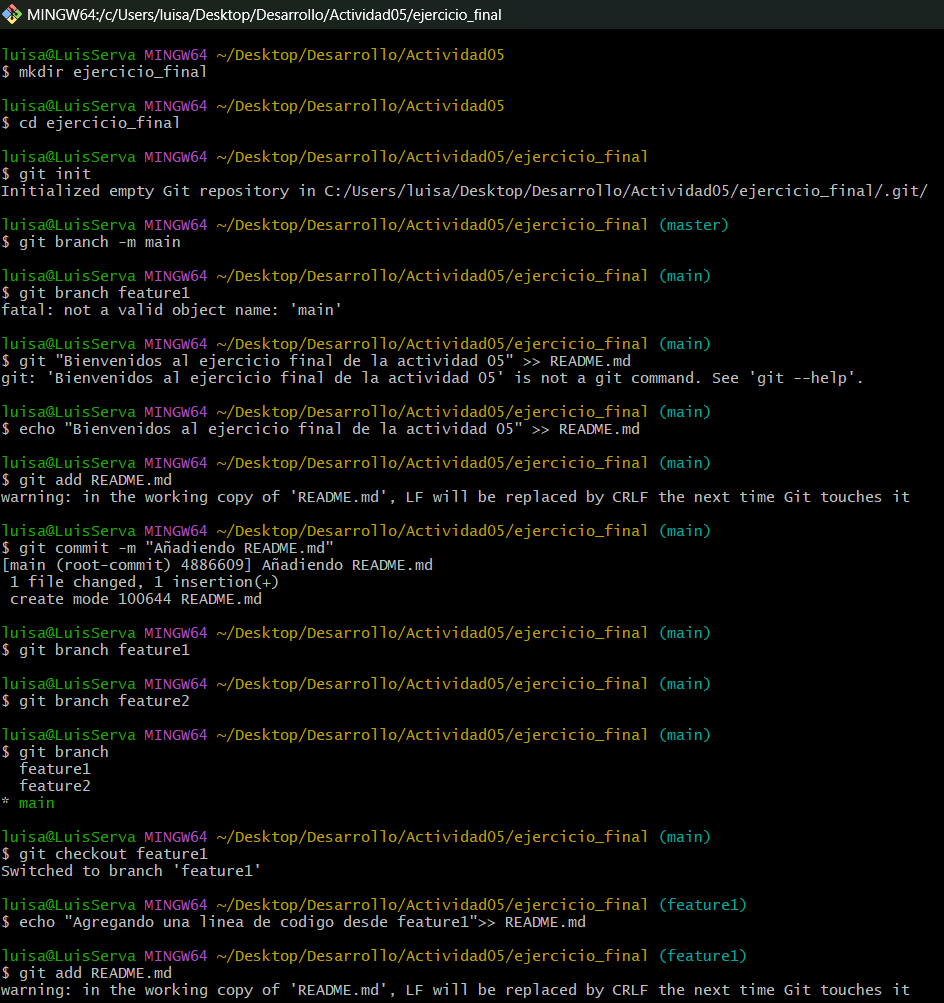 MINGW64:/c/Users/luisa/Desktop/Desarrollo/Actividad05/ejercicio_final
luisa@LuisServa MINGW64 ~/Desktop/Desarrollo/Actividad05
$ mkdir ejercicio_final
luisa@LuisServa MINGW64 ~/Desktop/Desarrollo/Actividad05
$ cd ejercicio_final
luisa@LuisServa MINGW64 ~/Desktop/Desarrollo/Actividad05/ejercicio_final
$ git init
Initialized empty Git repository in C:/Users/luisa/Desktop/Desarrollo/Actividad05/ejercicio_final/.git/
luisa@LuisServa MINGW64 ~/Desktop/Desarrollo/Actividad05/ejercicio_final (master)
$ git branch -m main
luisa@LuisServa MINGW64 ~/Desktop/Desarrollo/Actividad05/ejercicio_final (main)
$ git branch feature1
fatal: not a valid object name: 'main'
luisa@LuisServa MINGW64 ~/Desktop/Desarrollo/Actividad05/ejercicio_final (main)
$ git "Bienvenidos al ejercicio final de la actividad 05" >> README.md
git: 'Bienvenidos al ejercicio final de la actividad 05' is not a git command. See 'git --help'.
luisa@LuisServa MINGW64 ~/Desktop/Desarrollo/Actividad05/ejercicio_final (main)
$ echo "Bienvenidos al ejercicio final de la actividad 05" >> README.md
luisa@LuisServa MINGW64 ~/Desktop/Desarrollo/Actividad05/ejercicio_final (main)
$ git add README.md
warning: in the working copy of 'README.md', LF will be replaced by CRLF the next time Git touches it
luisa@LuisServa MINGW64 ~/Desktop/Desarrollo/Actividad05/ejercicio_final (main)
$ git commit -m "Añadiendo README.md"
[main (root-commit) 4886609] Añadiendo README.md
1 file changed, 1 insertion(+)
create mode 100644 README.md
luisa@LuisServa MINGW64 ~/Desktop/Desarrollo/Actividad05/ejercicio_final (main)
$ git branch feature1
luisa@LuisServa MINGW64 ~/Desktop/Desarrollo/Actividad05/ejercicio_final (main)
$ git branch feature2
luisa@LuisServa MINGW64 ~/Desktop/Desarrollo/Actividad05/ejercicio_final (main)
$ git branch
feature1
feature2
* main
luisa@LuisServa MINGW64 ~/Desktop/Desarrollo/Actividad05/ejercicio_final (main)
$ git checkout feature1
Switched to branch 'feature1'
luisa@LuisServa MINGW64 ~/Desktop/Desarrollo/Actividad05/ejercicio_final (feature1)
$ echo "Agregando una linea de codigo desde feature1">> README.md
luisa@LuisServa MINGW64 ~/Desktop/Desarrollo/Actividad05/ejercicio_final (feature1)
$ git add README.md
warning: in the working copy of 'README.md', LF will be replaced by CRLF the next time Git touches it